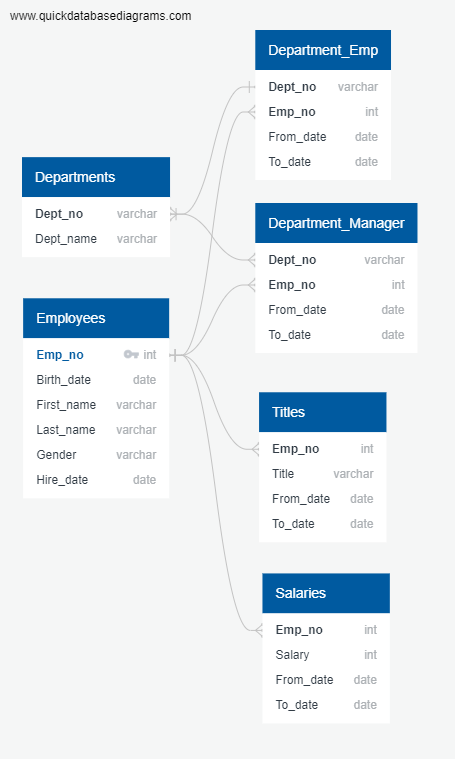 www.quickdatabasediagrams.com
Department_Emp
Dept_no varchar
Emp_no int
From_date date
To_date date
Departments
Dept_no varchar
Dept_name varchar
Department_Manager
Dept_no varchar
Emp_no int
From_date date
To_date date
Employees
Emp_no int
Birth_date date
First_name varchar
Last_name varchar
Gender varchar
Hire_date date
Titles
Emp_no int
Title varchar
From_date date
To_date date
Salaries
Emp_no int
Salary int
From_date date
To_date date